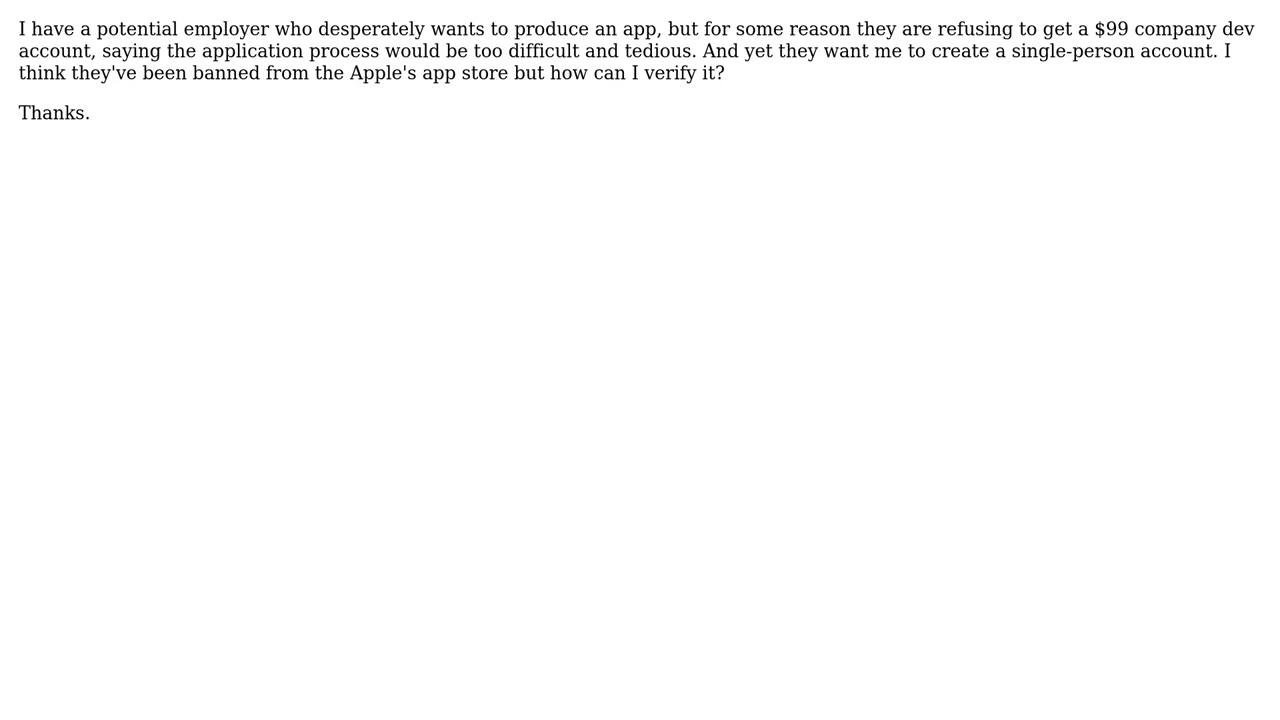 I have a potential employer who desperately wants to produce an app, but for some reason they are refusing to get a $99 company dev
account, saying the application process would be too difficult and tedious. And yet they want me to create a single-person account. I
think they've been banned from the Apple's app store but how can I verify it?
Thanks.